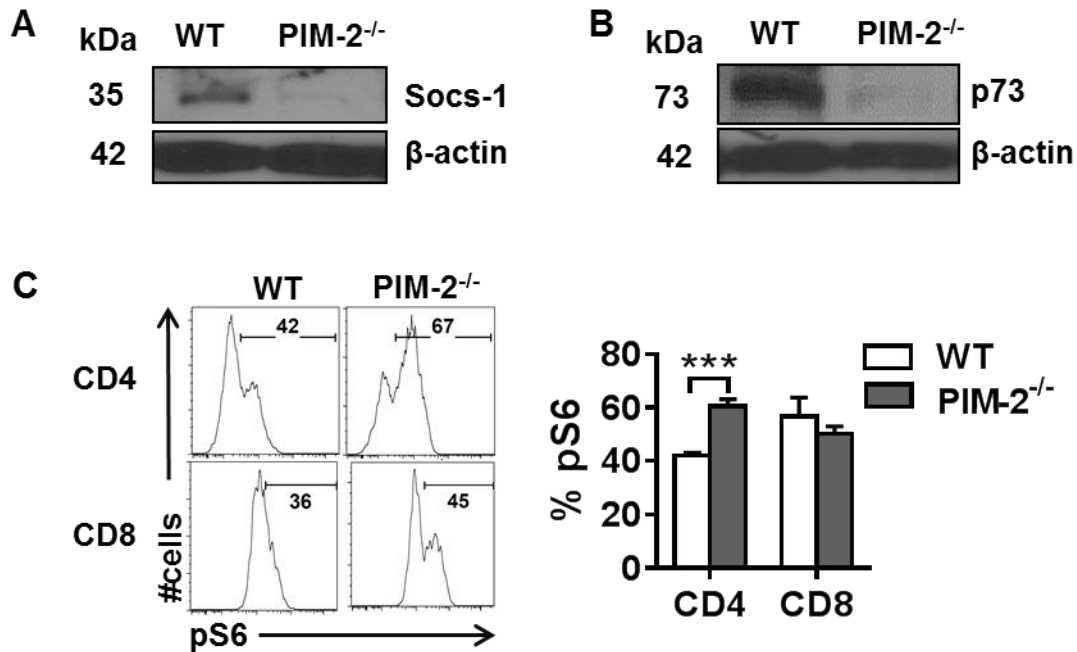 A
kDa WT PIM-2-/-
35 Socs-1
42 β-actin
B
kDa WT PIM-2-/-
73 p73
42 β-actin
C
WT PIM-2-/-
CD4
42 67
CD8
36 45
#cells
pS6
% pS6
80
60
40
20
0
***
CD4 CD8
WT
PIM-2-/-